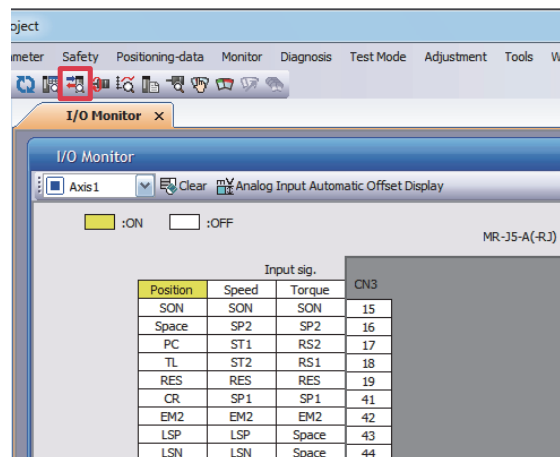 oject
ameter Safety Positioning-data Monitor Diagnosis Test Mode Adjustment Tools W
I/O Monitor ×
I/O Monitor
Axis1 Clear Analog Input Automatic Offset Display
:ON :OFF
MR-J5-A(-RJ)
Input sig.
CN3
Position Speed Torque
SON SON SON 15
Space SP2 SP2 16
PC ST1 RS2 17
TL ST2 RS1 18
RES RES RES 19
CR SP1 SP1 41
EM2 EM2 EM2 42
LSP LSP Space 43
LSN LSN Space 44